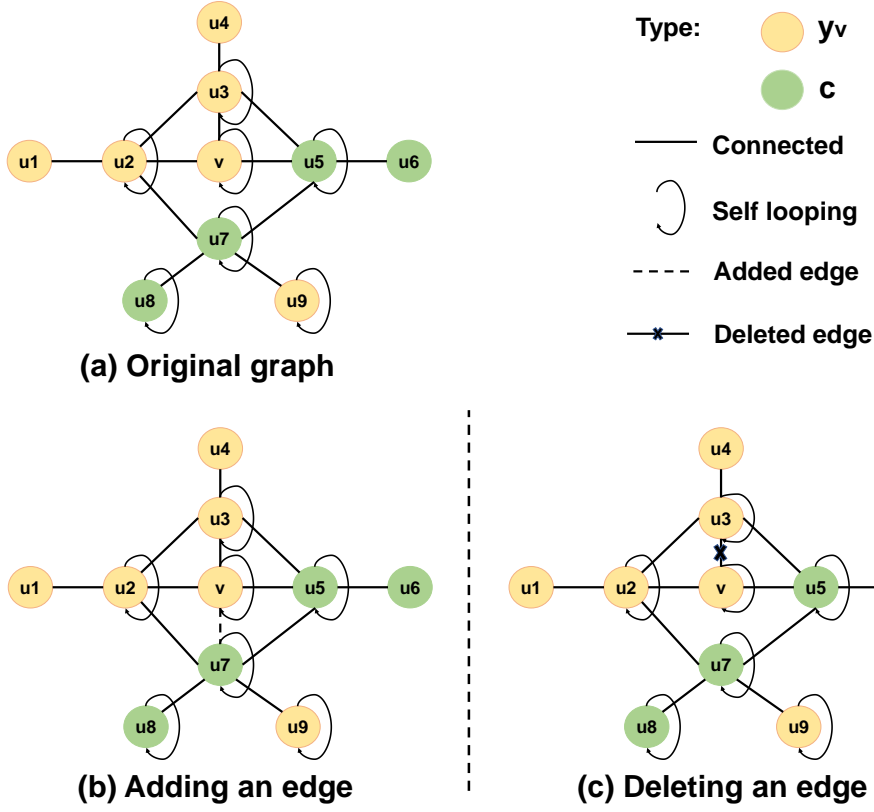 u4
Type:
yv
u3
c
u1
u2
v
u5
u6
Connected
Self looping
u7
Added edge
u8
u9
Deleted edge
(a) Original graph
u4
u3
u1
u2
v
u5
u6
u7
u8
u9
(b) Adding an edge
u4
u3
u1
u2
v
u5
u7
u8
u9
(c) Deleting an edge